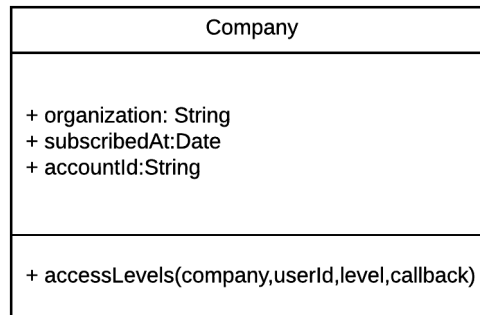 Company
+ organization: String
+ subscribedAt:Date
+ accountId:String
+ accessLevels(company,userId,level,callback)